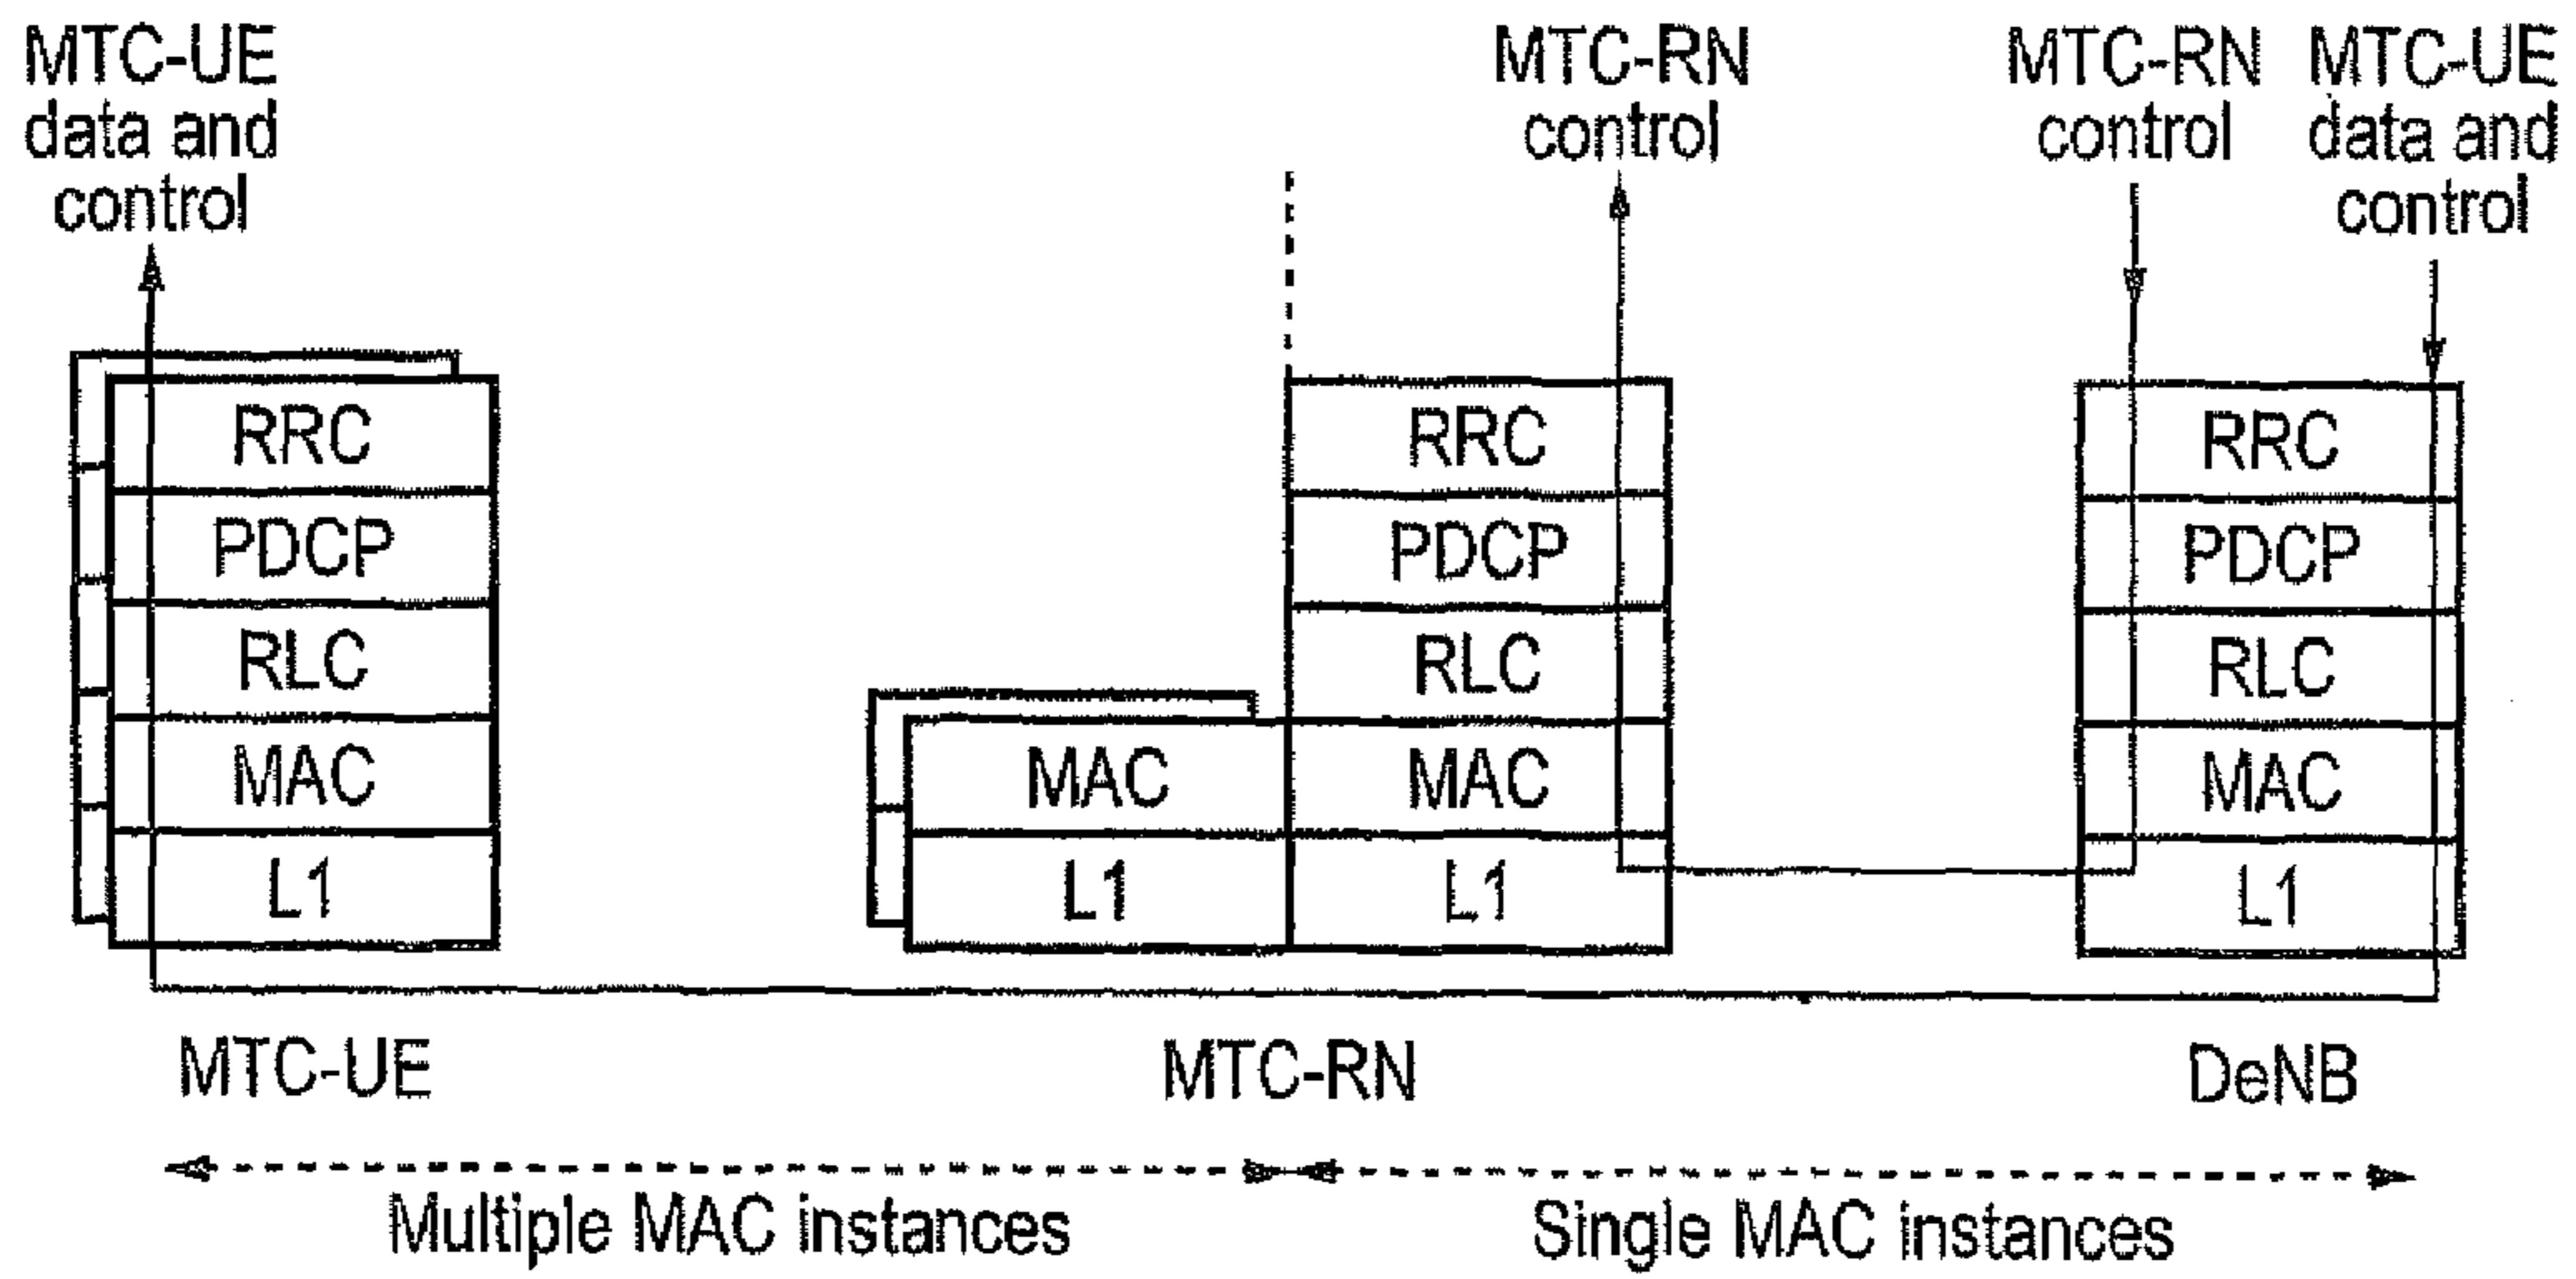 MTC-UE
data and
control
MTC-RN
control
MTC-RN
control
MTC-UE
data and
control
RRC
PDCP
RLC
MAC
L1
MAC
L1
RRC
PDCP
RLC
MAC
L1
RRC
PDCP
RLC
MAC
L1
MTC-UE
MTC-RN
DeNB
Multiple MAC instances
Single MAC instances